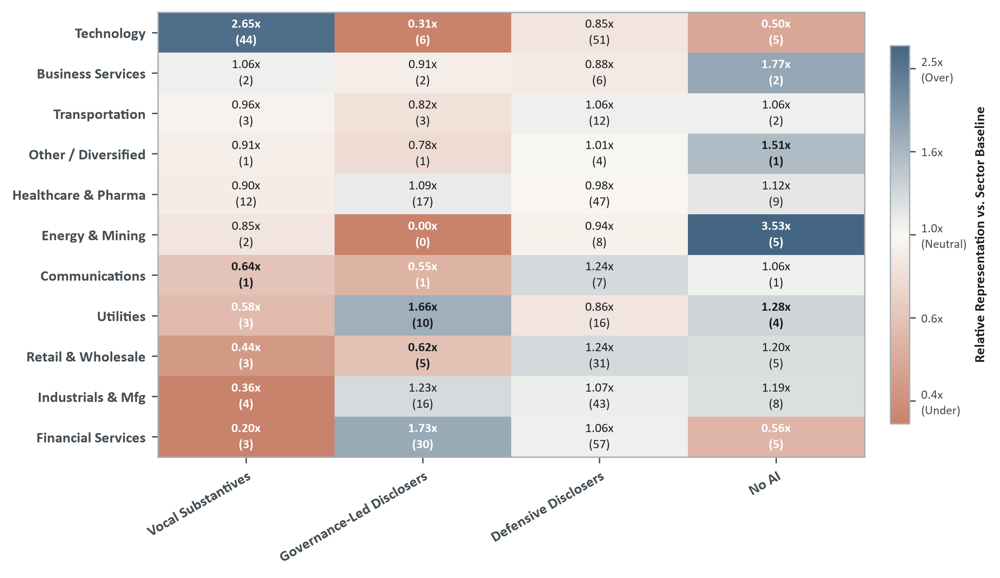 Technology
2.65x
(44)
0.31x
(6)
0.85x
(51)
0.50x
(5)
Business Services
1.06x
(2)
0.91x
(2)
0.88x
(6)
1.77x
(2)
Transportation
0.96x
(3)
0.82x
(3)
1.06x
(12)
1.06x
(2)
Other / Diversified
0.91x
(1)
0.78x
(1)
1.01x
(4)
1.51x
(1)
Healthcare & Pharma
0.90x
(12)
1.09x
(17)
0.98x
(47)
1.12x
(9)
Energy & Mining
0.85x
(2)
0.00x
(0)
0.94x
(8)
3.53x
(5)
Communications
0.64x
(1)
0.55x
(1)
1.24x
(7)
1.06x
(1)
Utilities
0.58x
(3)
1.66x
(10)
0.86x
(16)
1.28x
(4)
Retail & Wholesale
0.44x
(3)
0.62x
(5)
1.24x
(31)
1.20x
(5)
Industrials & Mfg
0.36x
(4)
1.23x
(16)
1.07x
(43)
1.19x
(8)
Financial Services
0.20x
(3)
1.73x
(30)
1.06x
(57)
0.56x
(5)
Vocal Substantives
Governance-Led Disclosers
Defensive Disclosers
No AI
2.5x
(Over)
1.6x
1.0x
(Neutral)
0.6x
0.4x
(Under)
Relative Representation vs. Sector Baseline